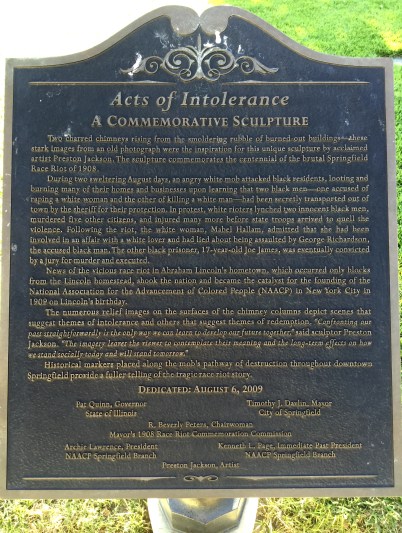 Acts of Intolerance
A COMMEMORATIVE SCULPTURE
Two charred chimneys rising from the smoldering rubble of burned-out buildings—these
stark images from an old photograph were the inspiration for this unique sculpture by acclaimed
artist Preston Jackson. The sculpture commemorates the centennial of the brutal Springfield
Race Riot of 1908.
During two sweltering August days, an angry white mob attacked black residents, looting and
burning many of their homes and businesses upon learning that two black men—one accused of
raping a white woman and the other of killing a white man—had been secretly transported out of
town by the sheriff for their protection. In protest, white rioters lynched two innocent black men,
murdered five other citizens, and injured many more before state troops arrived to quell the
violence. Following the riot, the white woman, Mabel Hallam, admitted that she had been
involved in an affair with a white lover and had lied about being assaulted by George Richardson,
the accused black man. The other black prisoner, 17-year-old Joe James, was eventually convicted
by a jury for murder and executed.
News of the vicious race riot in Abraham Lincoln's hometown, which occurred only blocks
from the Lincoln homestead, shook the nation and became the catalyst for the founding of the
National Association for the Advancement of Colored People (NAACP) in New York City in
1909 on Lincoln's birthday.
The numerous relief images on the surfaces of the chimney columns depict scenes that
suggest themes of intolerance and others that suggest themes of redemption. "Confronting our
past straightforwardly is the only way we can learn to develop our future together," said sculptor Preston
Jackson. "The imagery leaves the viewer to contemplate their meaning and the long-term effects on how
we stand socially today and will stand tomorrow."
Historical markers placed along the mob's pathway of destruction throughout downtown
Springfield provide a fuller telling of the tragic race riot story.
DEDICATED: AUGUST 6, 2009
Pat Quinn, Governor
State of Illinois
Timothy J. Davlin, Mayor
City of Springfield
R. Beverly Peters, Chairwoman
Mayor's 1908 Race Riot Commemoration Commission
Archie Lawrence, President
NAACP Springfield Branch
Kenneth L. Page, Immediate Past President
NAACP Springfield Branch
Preston Jackson, Artist